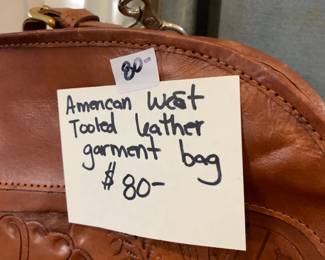 80-
American West
Tooled leather
garment bag
$80-